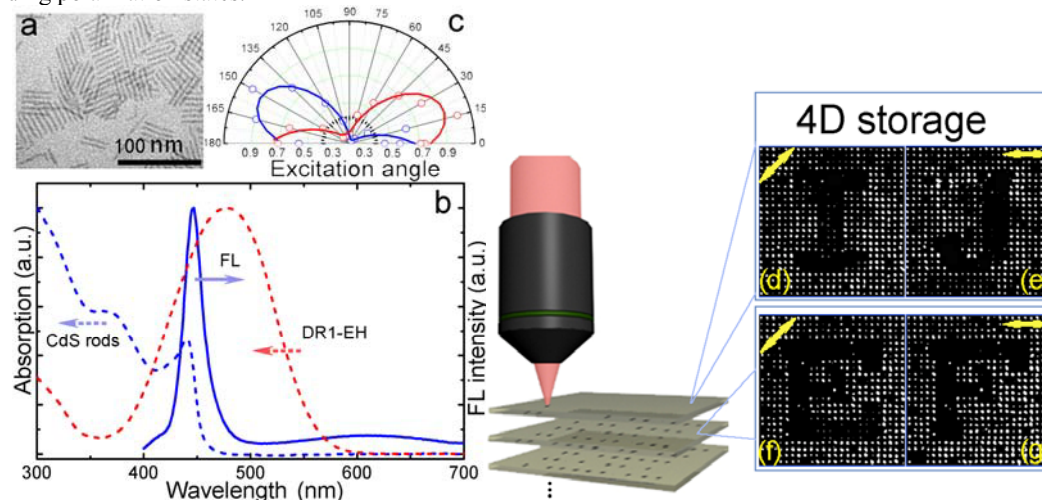 a
100 nm
c
180
165
150
135
120
105
90
75
60
45
30
15
0
0.9 0.7 0.5 0.3 0.3 0.5 0.7 0.9
Excitation angle
b
Absorption (a.u.)
FL
CdS rods
DR1-EH
FL intensity (a.u.)
300 400 500 600 700
Wavelength (nm)
4D storage
(d)
(e
(f)
(g)